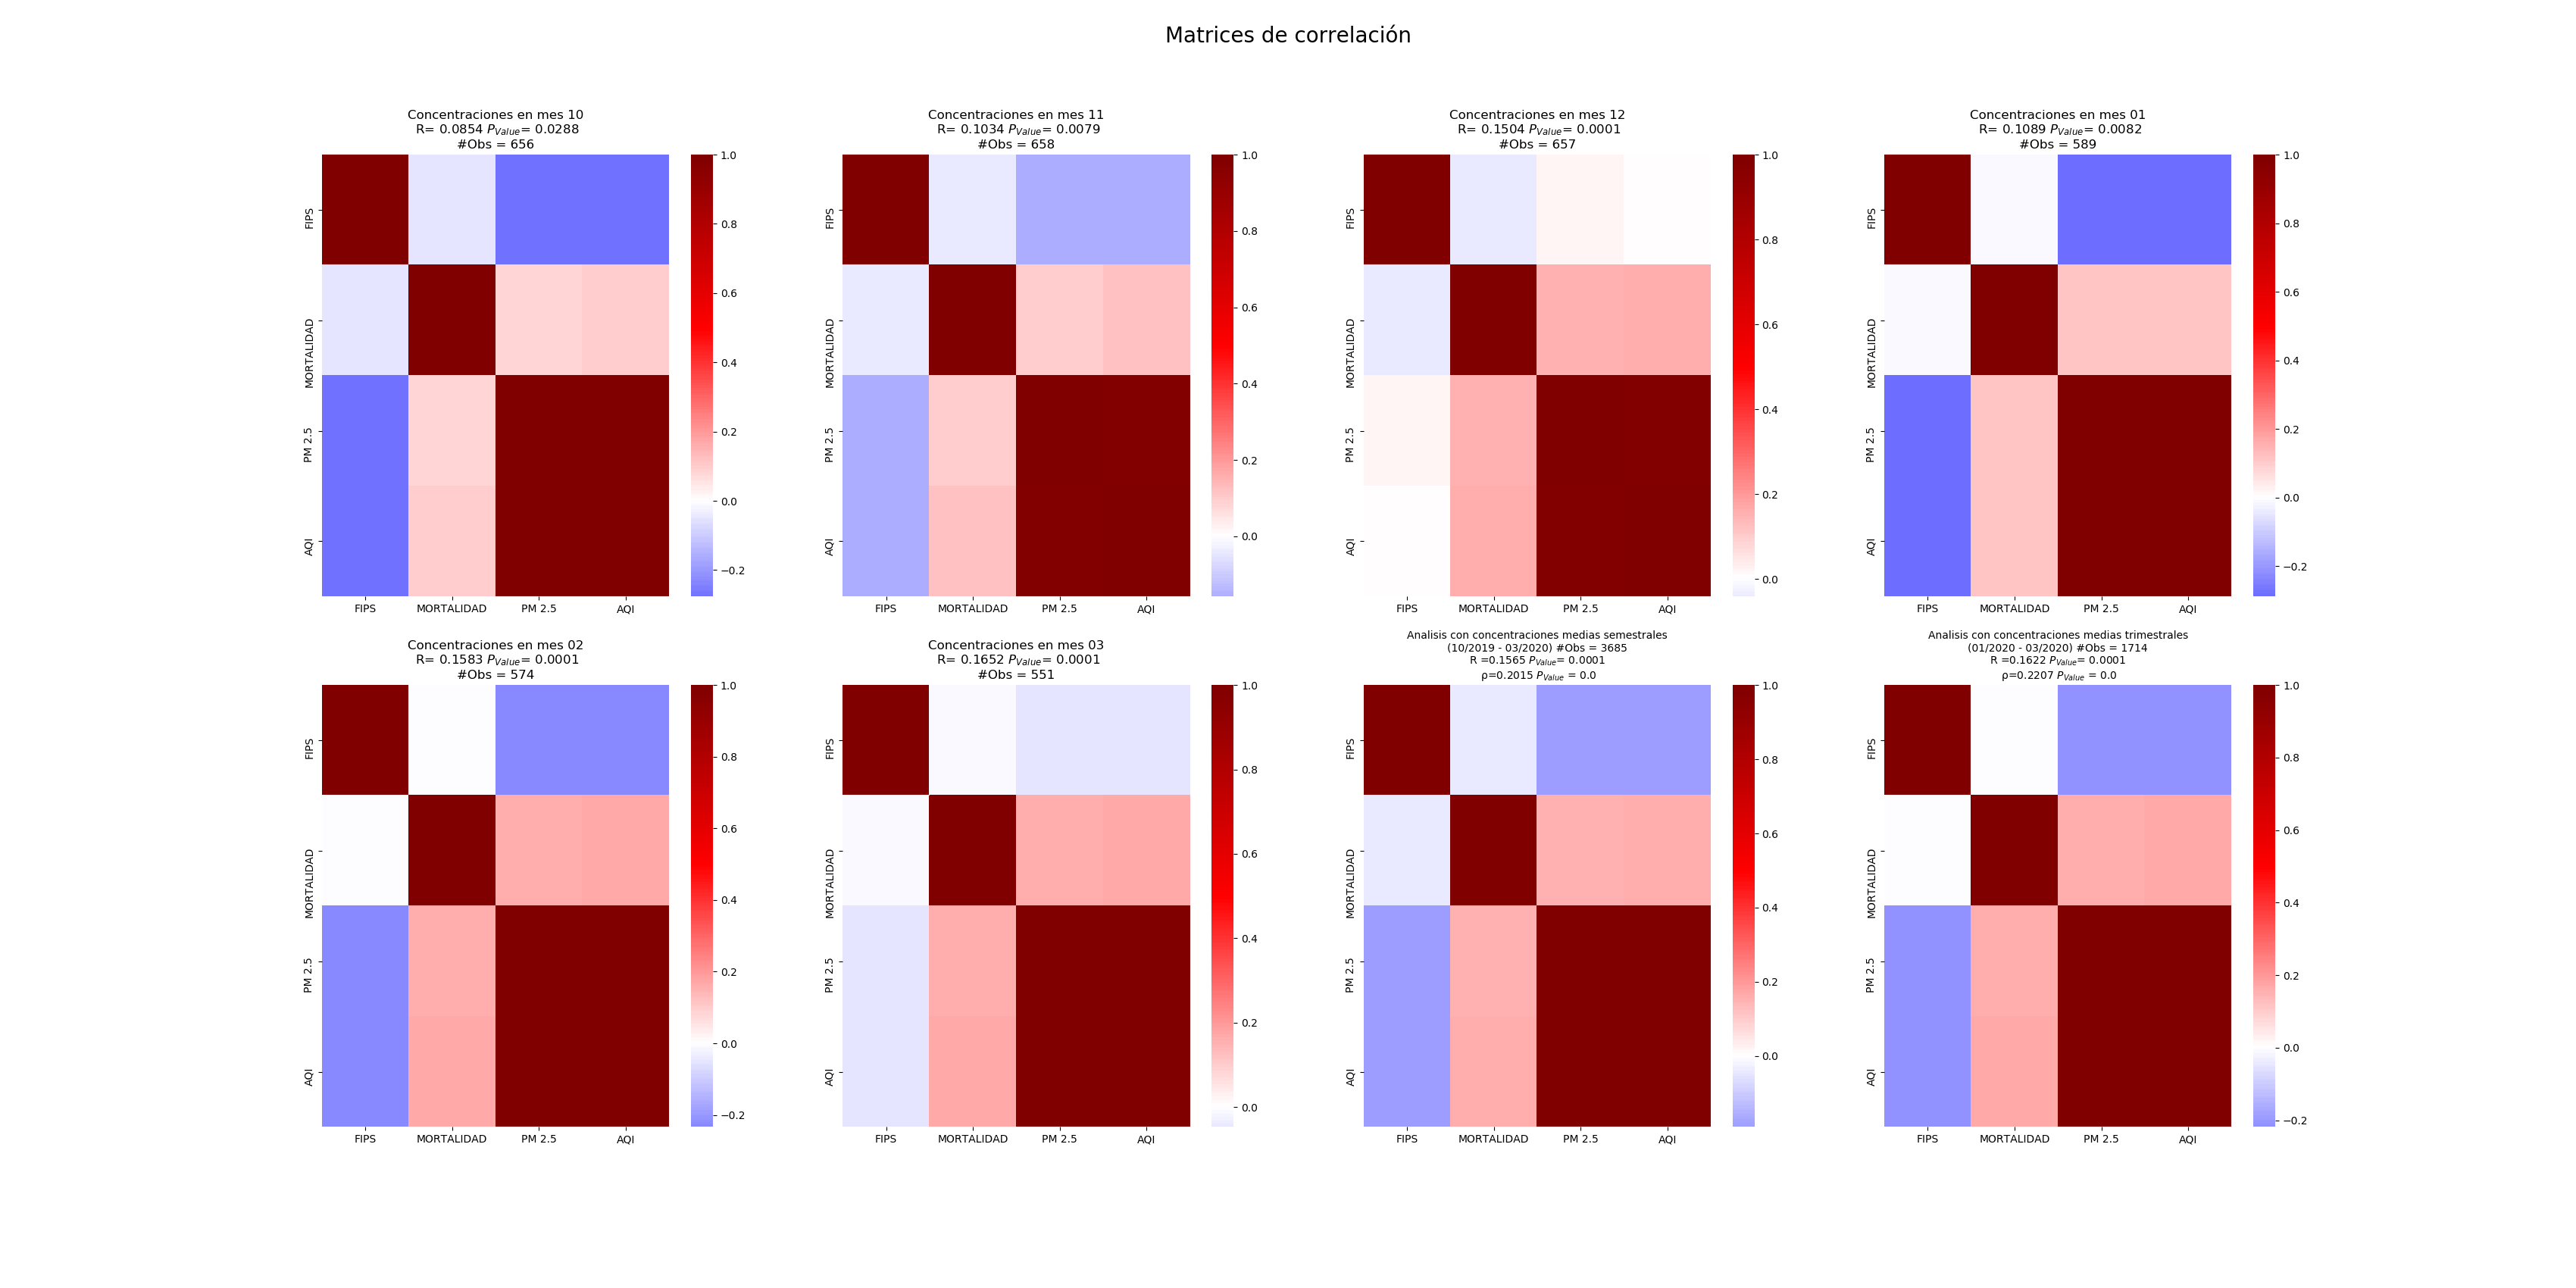 Matrices de correlación
Concentraciones en mes 10
R= 0.0854 P_Value= 0.0288
#Obs = 656
1.0
0.8
0.6
0.4
0.2
0.0
−0.2
FIPS
MORTALIDAD
PM 2.5
AQI
FIPS MORTALIDAD PM 2.5 AQI
Concentraciones en mes 11
R= 0.1034 P_Value= 0.0079
#Obs = 658
1.0
0.8
0.6
0.4
0.2
0.0
FIPS
MORTALIDAD
PM 2.5
AQI
FIPS MORTALIDAD PM 2.5 AQI
Concentraciones en mes 12
R= 0.1504 P_Value= 0.0001
#Obs = 657
1.0
0.8
0.6
0.4
0.2
0.0
FIPS
MORTALIDAD
PM 2.5
AQI
FIPS MORTALIDAD PM 2.5 AQI
Concentraciones en mes 01
R= 0.1089 P_Value= 0.0082
#Obs = 589
1.0
0.8
0.6
0.4
0.2
0.0
−0.2
FIPS
MORTALIDAD
PM 2.5
AQI
FIPS MORTALIDAD PM 2.5 AQI
Concentraciones en mes 02
R= 0.1583 P_Value= 0.0001
#Obs = 574
1.0
0.8
0.6
0.4
0.2
0.0
−0.2
FIPS
MORTALIDAD
PM 2.5
AQI
FIPS MORTALIDAD PM 2.5 AQI
Concentraciones en mes 03
R= 0.1652 P_Value= 0.0001
#Obs = 551
1.0
0.8
0.6
0.4
0.2
0.0
FIPS
MORTALIDAD
PM 2.5
AQI
FIPS MORTALIDAD PM 2.5 AQI
Analisis con concentraciones medias semestrales
(10/2019 - 03/2020) #Obs = 3685
R =0.1565 P_Value= 0.0001
ρ=0.2015 P_Value = 0.0
1.0
0.8
0.6
0.4
0.2
0.0
FIPS
MORTALIDAD
PM 2.5
AQI
FIPS MORTALIDAD PM 2.5 AQI
Analisis con concentraciones medias trimestrales
(01/2020 - 03/2020) #Obs = 1714
R =0.1622 P_Value= 0.0001
ρ=0.2207 P_Value = 0.0
1.0
0.8
0.6
0.4
0.2
0.0
−0.2
FIPS
MORTALIDAD
PM 2.5
AQI
FIPS MORTALIDAD PM 2.5 AQI